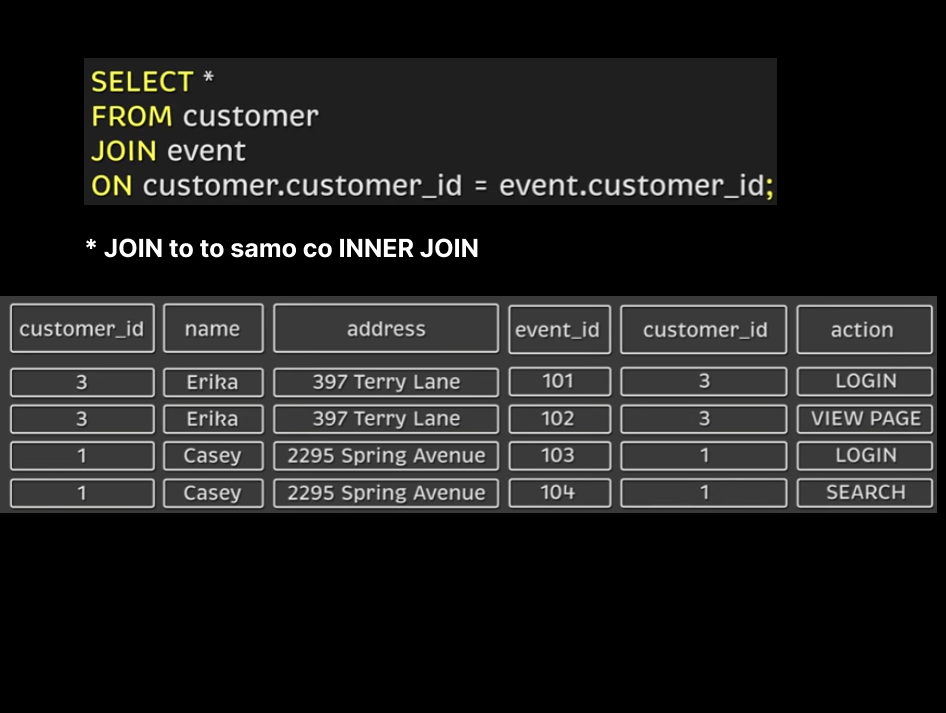 SELECT *
FROM customer
JOIN event
ON customer.customer_id = event.customer_id;
* JOIN to to samo co INNER JOIN
customer_id name address event_id customer_id action
3 Erika 397 Terry Lane 101 3 LOGIN
3 Erika 397 Terry Lane 102 3 VIEW PAGE
1 Casey 2295 Spring Avenue 103 1 LOGIN
1 Casey 2295 Spring Avenue 104 1 SEARCH